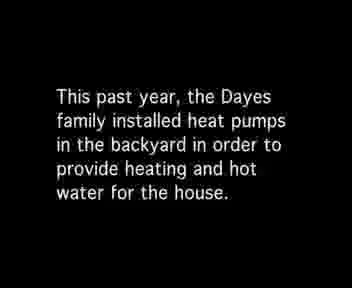 This past year, the Dayes
family installed heat pumps
in the backyard in order to
provide heating and hot
water for the house.